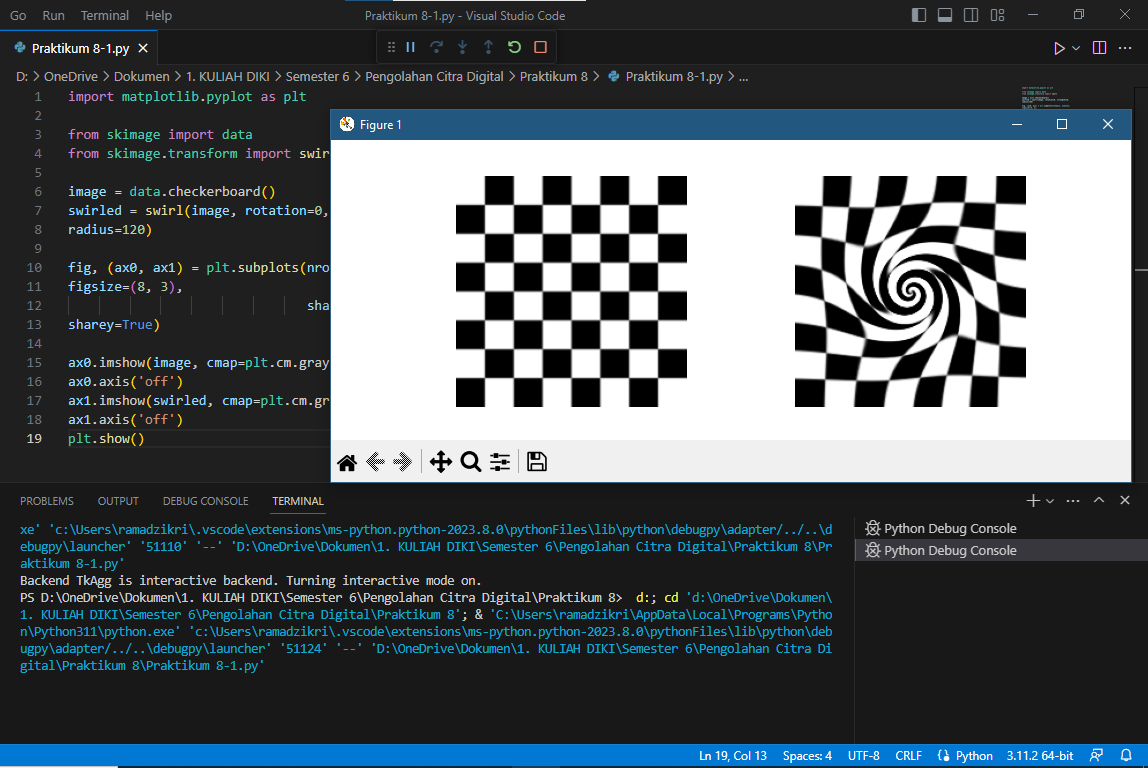 Go Run Terminal Help Praktikum 8-1.py - Visual Studio Code
Praktikum 8-1.py
D: > OneDrive > Dokumen > 1. KULIAH DIKI > Semester 6 > Pengolahan Citra Digital > Praktikum 8 > Praktikum 8-1.py > ...
1 import matplotlib.pyplot as plt
2
3 from skimage import data
4 from skimage.transform import swir
5
6 image = data.checkerboard()
7 swirled = swirl(image, rotation=0,
8 radius=120)
9
10 fig, (ax0, ax1) = plt.subplots(nro
11 figsize=(8, 3),
12 sha
13 sharey=True)
14
15 ax0.imshow(image, cmap=plt.cm.gray
16 ax0.axis('off')
17 ax1.imshow(swirled, cmap=plt.cm.gr
18 ax1.axis('off')
19 plt.show()
Figure 1
PROBLEMS OUTPUT DEBUG CONSOLE TERMINAL
xe' 'c:\Users\ramadzikri\.vscode\extensions\ms-python.python-2023.8.0\pythonFiles\lib\python\debugpy\adapter/../..\d
ebugpy\launcher' '51110' '--' 'D:\OneDrive\Dokumen\1. KULIAH DIKI\Semester 6\Pengolahan Citra Digital\Praktikum 8\Pr
aktikum 8-1.py'
Backend TkAgg is interactive backend. Turning interactive mode on.
PS D:\OneDrive\Dokumen\1. KULIAH DIKI\Semester 6\Pengolahan Citra Digital\Praktikum 8> d:; cd 'd:\OneDrive\Dokumen\
1. KULIAH DIKI\Semester 6\Pengolahan Citra Digital\Praktikum 8'; & 'C:\Users\ramadzikri\AppData\Local\Programs\Pytho
n\Python311\python.exe' 'c:\Users\ramadzikri\.vscode\extensions\ms-python.python-2023.8.0\pythonFiles\lib\python\deb
ugpy\adapter/../..\debugpy\launcher' '51124' '--' 'D:\OneDrive\Dokumen\1. KULIAH DIKI\Semester 6\Pengolahan Citra Di
gital\Praktikum 8\Praktikum 8-1.py'
Python Debug Console
Python Debug Console
Ln 19, Col 13 Spaces: 4 UTF-8 CRLF Python 3.11.2 64-bit